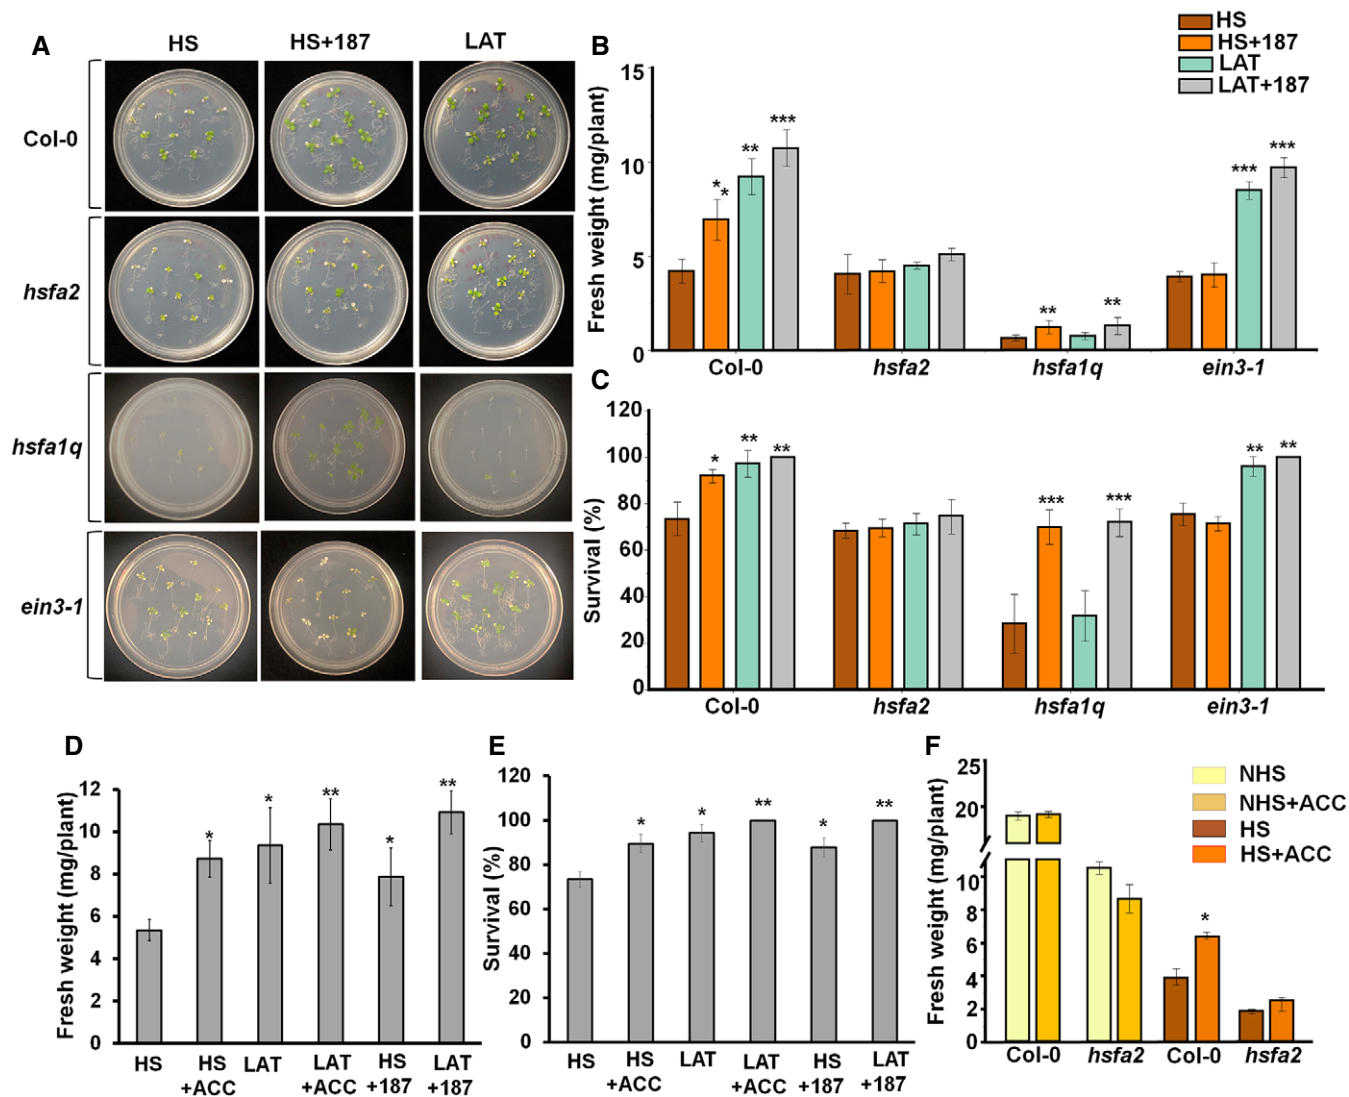 A
HS
HS+187
LAT
Col-0
hsfa2
hsfa1q
ein3-1
B
HS
HS+187
LAT
LAT+187
Fresh weight (mg/plant)
15
10
5
0
* *
**
***
**
**
***
***
Col-0
hsfa2
hsfa1q
ein3-1
C
Survival (%)
120
100
80
60
40
20
0
*
**
**
***
***
**
**
Col-0
hsfa2
hsfa1q
ein3-1
D
Fresh weight (mg/plant)
12
10
8
6
4
2
0
*
*
**
*
**
HS
HS +ACC
LAT
LAT +ACC
HS +187
LAT +187
E
Survival (%)
120
100
80
60
40
20
0
*
*
**
*
**
HS
HS +ACC
LAT
LAT +ACC
HS +187
LAT +187
F
Fresh weight (mg/plant)
25
20
10
8
6
4
2
0
NHS
NHS+ACC
HS
HS+ACC
*
Col-0
hsfa2
Col-0
hsfa2